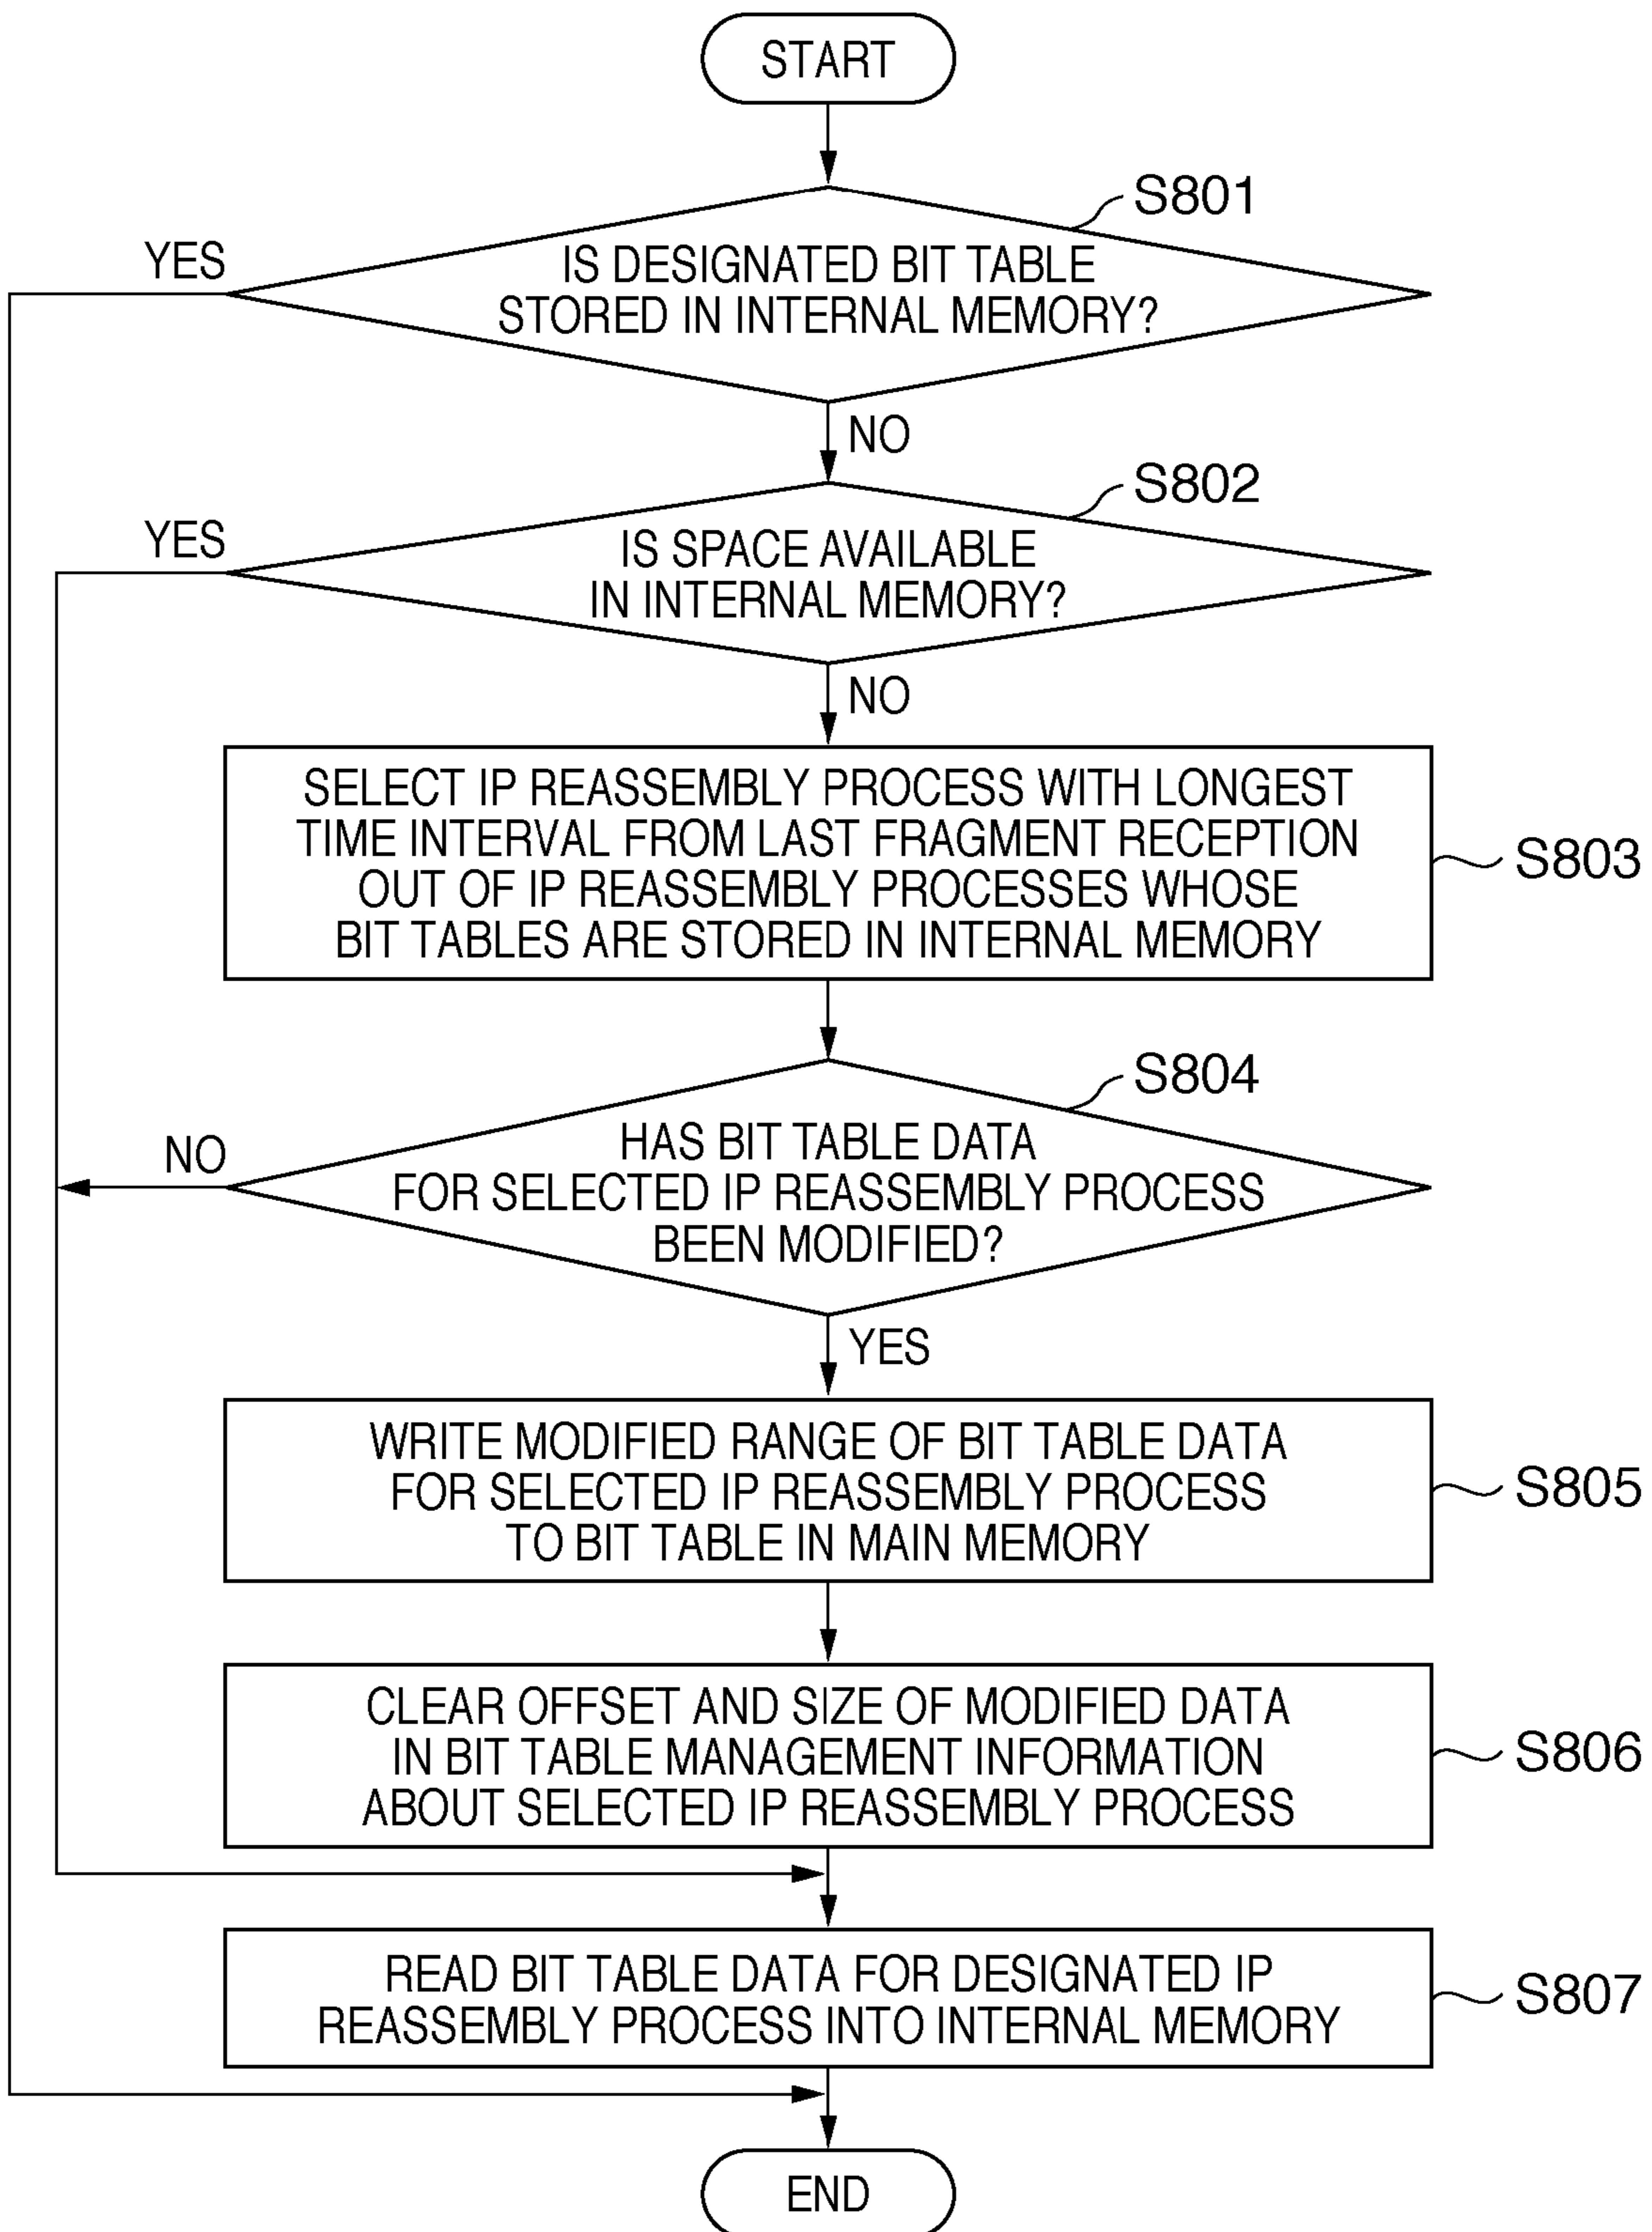 START
S801
YES
IS DESIGNATED BIT TABLE
STORED IN INTERNAL MEMORY?
NO
S802
YES
IS SPACE AVAILABLE
IN INTERNAL MEMORY?
NO
SELECT IP REASSEMBLY PROCESS WITH LONGEST
TIME INTERVAL FROM LAST FRAGMENT RECEPTION
OUT OF IP REASSEMBLY PROCESSES WHOSE
BIT TABLES ARE STORED IN INTERNAL MEMORY
S803
S804
NO
HAS BIT TABLE DATA
FOR SELECTED IP REASSEMBLY PROCESS
BEEN MODIFIED?
YES
WRITE MODIFIED RANGE OF BIT TABLE DATA
FOR SELECTED IP REASSEMBLY PROCESS
TO BIT TABLE IN MAIN MEMORY
S805
CLEAR OFFSET AND SIZE OF MODIFIED DATA
IN BIT TABLE MANAGEMENT INFORMATION
ABOUT SELECTED IP REASSEMBLY PROCESS
S806
READ BIT TABLE DATA FOR DESIGNATED IP
REASSEMBLY PROCESS INTO INTERNAL MEMORY
S807
END